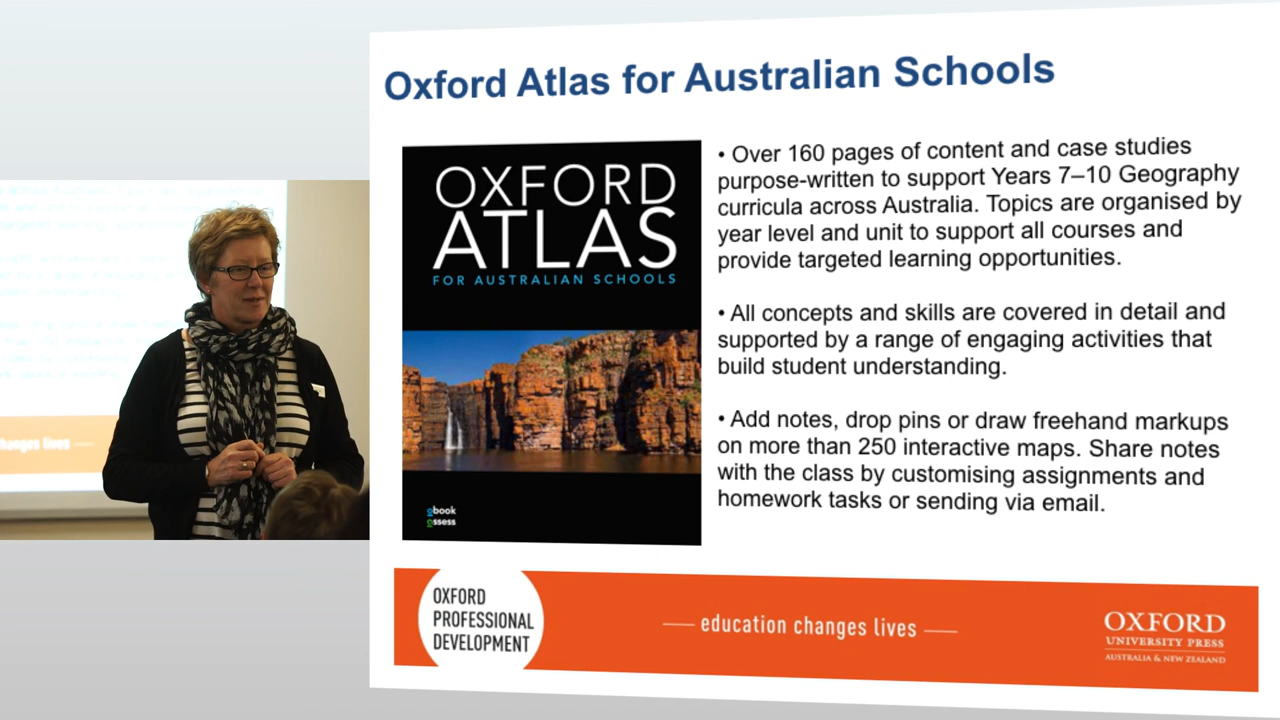 Oxford Atlas for Australian Schools
OXFORD
ATLAS
FOR AUSTRALIAN SCHOOLS
book
ssess
• Over 160 pages of content and case studies
purpose-written to support Years 7–10 Geography
curricula across Australia. Topics are organised by
year level and unit to support all courses and
provide targeted learning opportunities.
• All concepts and skills are covered in detail and
supported by a range of engaging activities that
build student understanding.
• Add notes, drop pins or draw freehand markups
on more than 250 interactive maps. Share notes
with the class by customising assignments and
homework tasks or sending via email.
changes lives
OXFORD
PROFESSIONAL
DEVELOPMENT
education changes lives
OXFORD
UNIVERSITY PRESS
AUSTRALIA & NEW ZEALAND